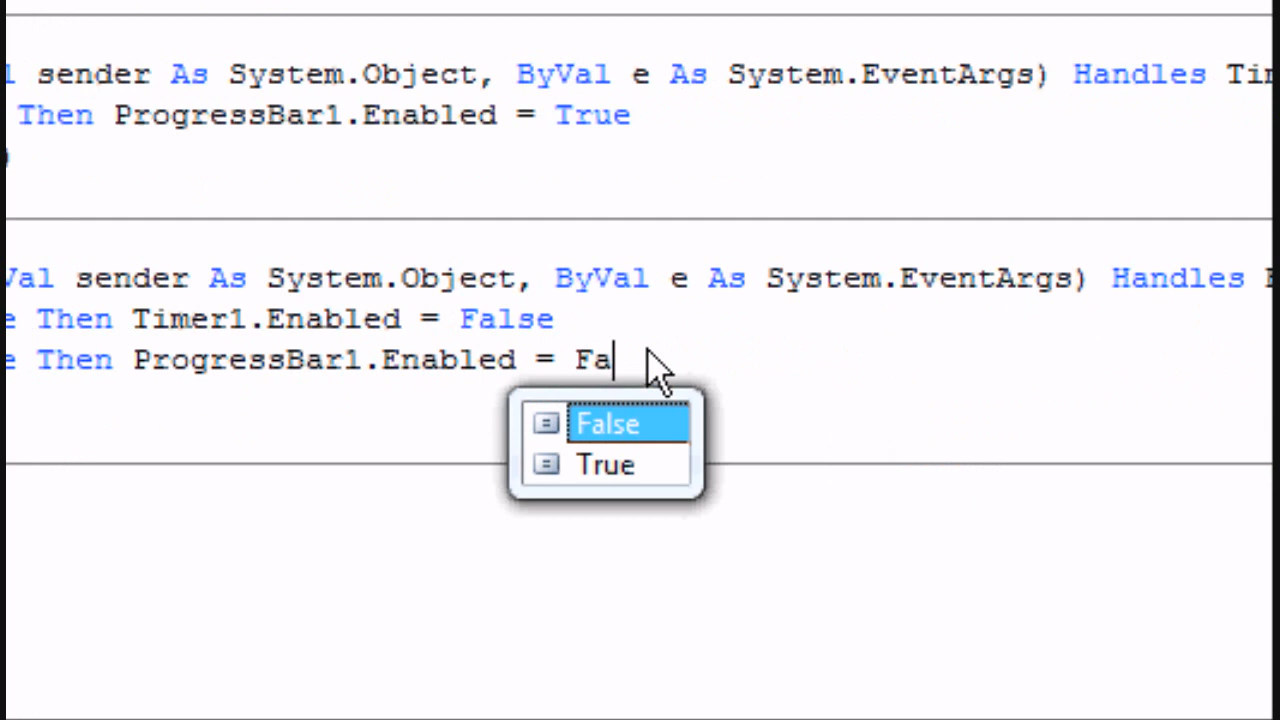 sender As System.Object, ByVal e As System.EventArgs) Handles
Then ProgressBar1.Enabled = True
Val sender As System.Object, ByVal e As System.EventArgs) Handles
e Then Timer1.Enabled = False
e Then ProgressBar1.Enabled = Fa
False
True